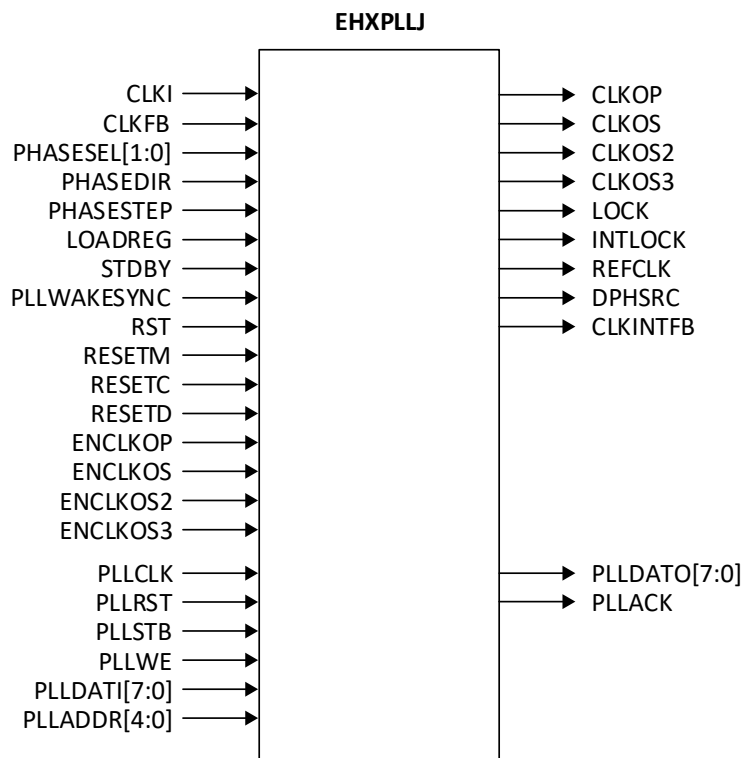 EHXPLLJ
CLKI
CLKFB
PHASESEL[1:0]
PHASEDIR
PHASESTEP
LOADREG
STDBY
PLLWAKESYNC
RST
RESETM
RESETC
RESETD
ENCLKOP
ENCLKOS
ENCLKOS2
ENCLKOS3
PLLCLK
PLLRST
PLLSTB
PLLWE
PLLDATI[7:0]
PLLADDR[4:0]
CLKOP
CLKOS
CLKOS2
CLKOS3
LOCK
INTLOCK
REFCLK
DPHSRC
CLKINTFB
PLLDATO[7:0]
PLLACK